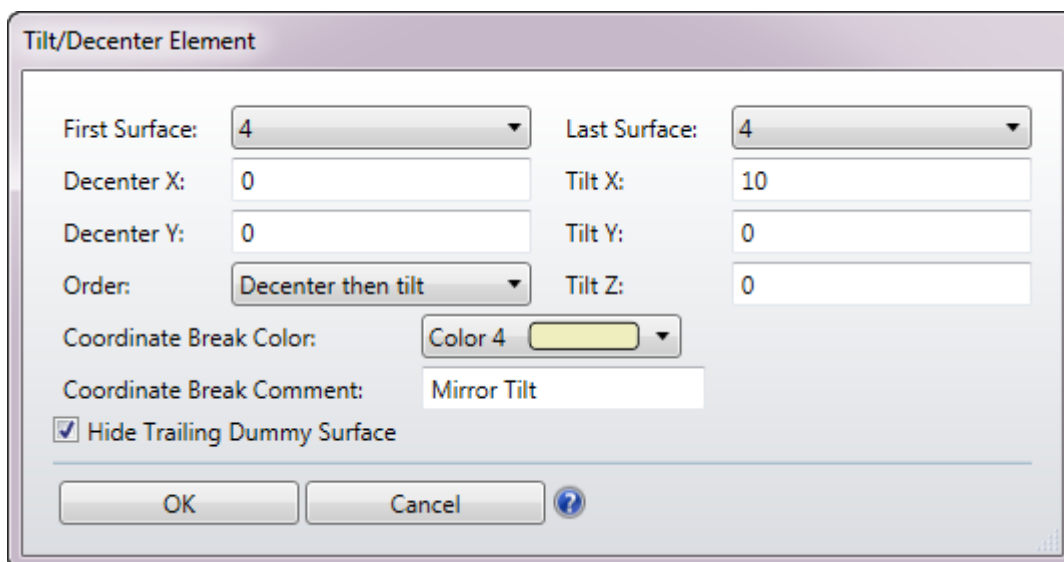 Tilt/Decenter Element
First Surface: 4 Last Surface: 4
Decenter X: 0 Tilt X: 10
Decenter Y: 0 Tilt Y: 0
Order: Decenter then tilt Tilt Z: 0
Coordinate Break Color: Color 4
Coordinate Break Comment: Mirror Tilt
Hide Trailing Dummy Surface
OK Cancel ?